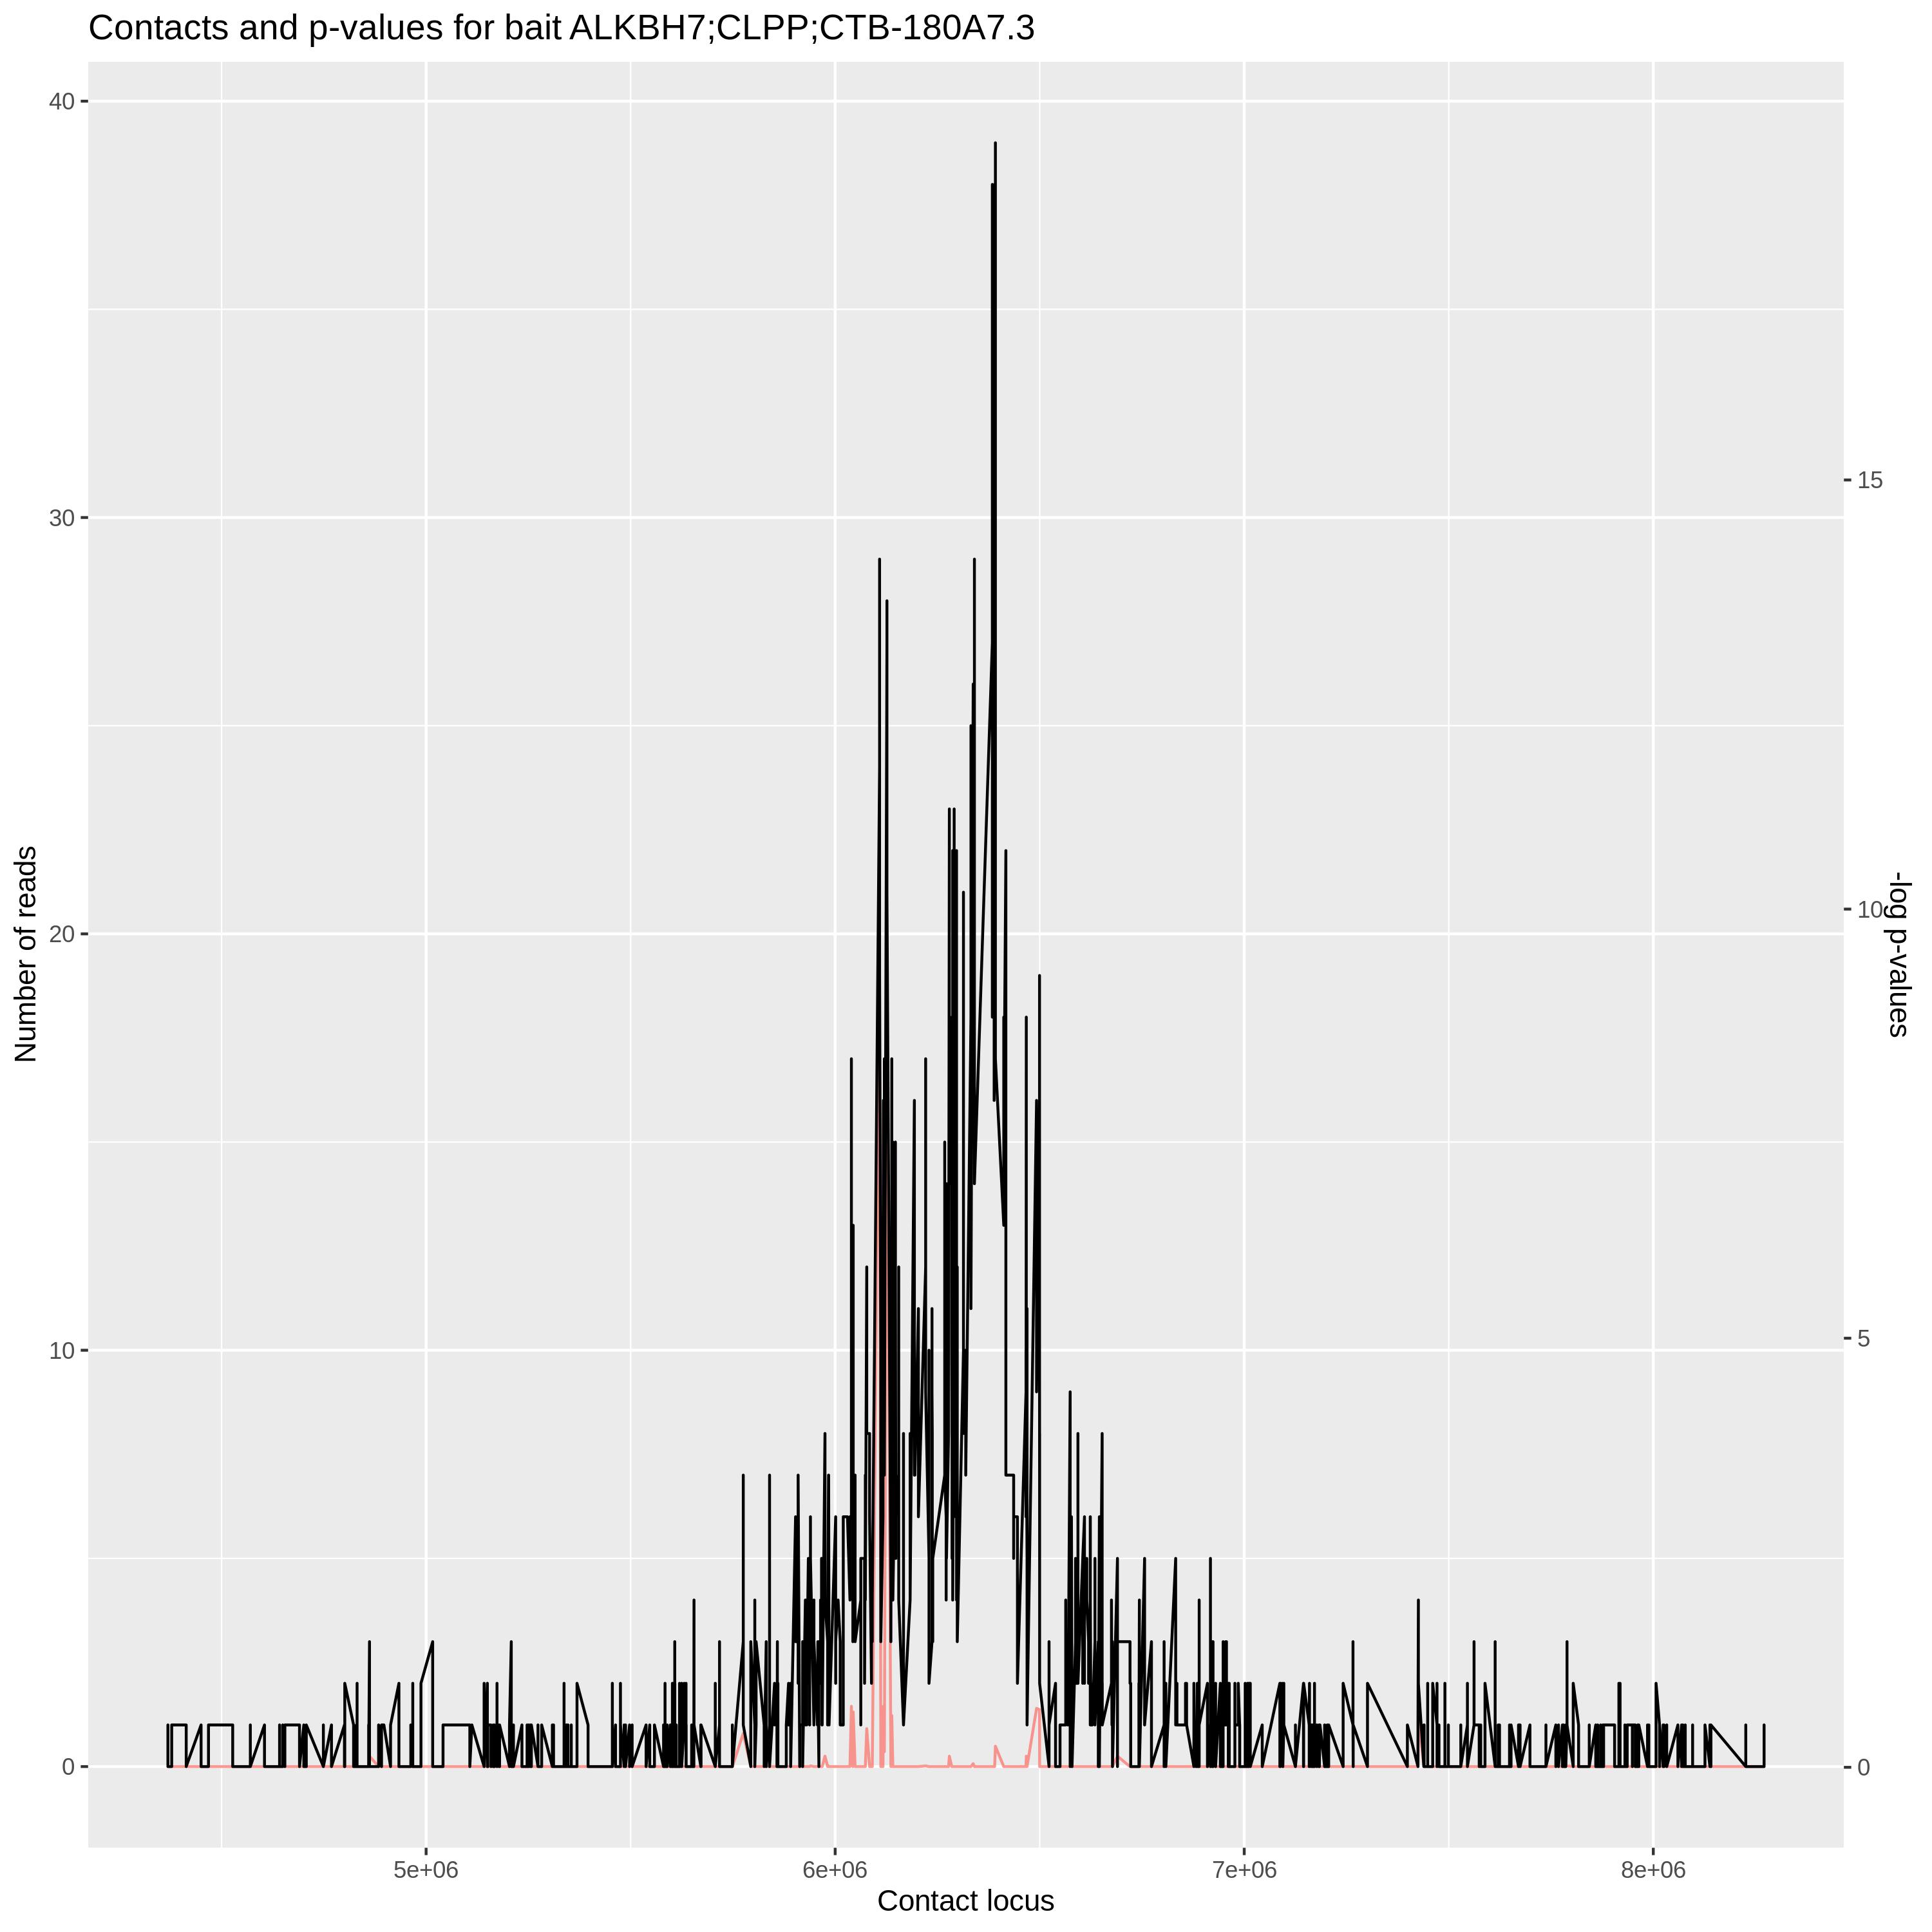 Contacts and p-values for bait ALKBH7;CLPP;CTB-180A7.3
40
30
20
10
0
Number of reads
15
10
5
0
-log p-values
5e+06
6e+06
7e+06
8e+06
Contact locus